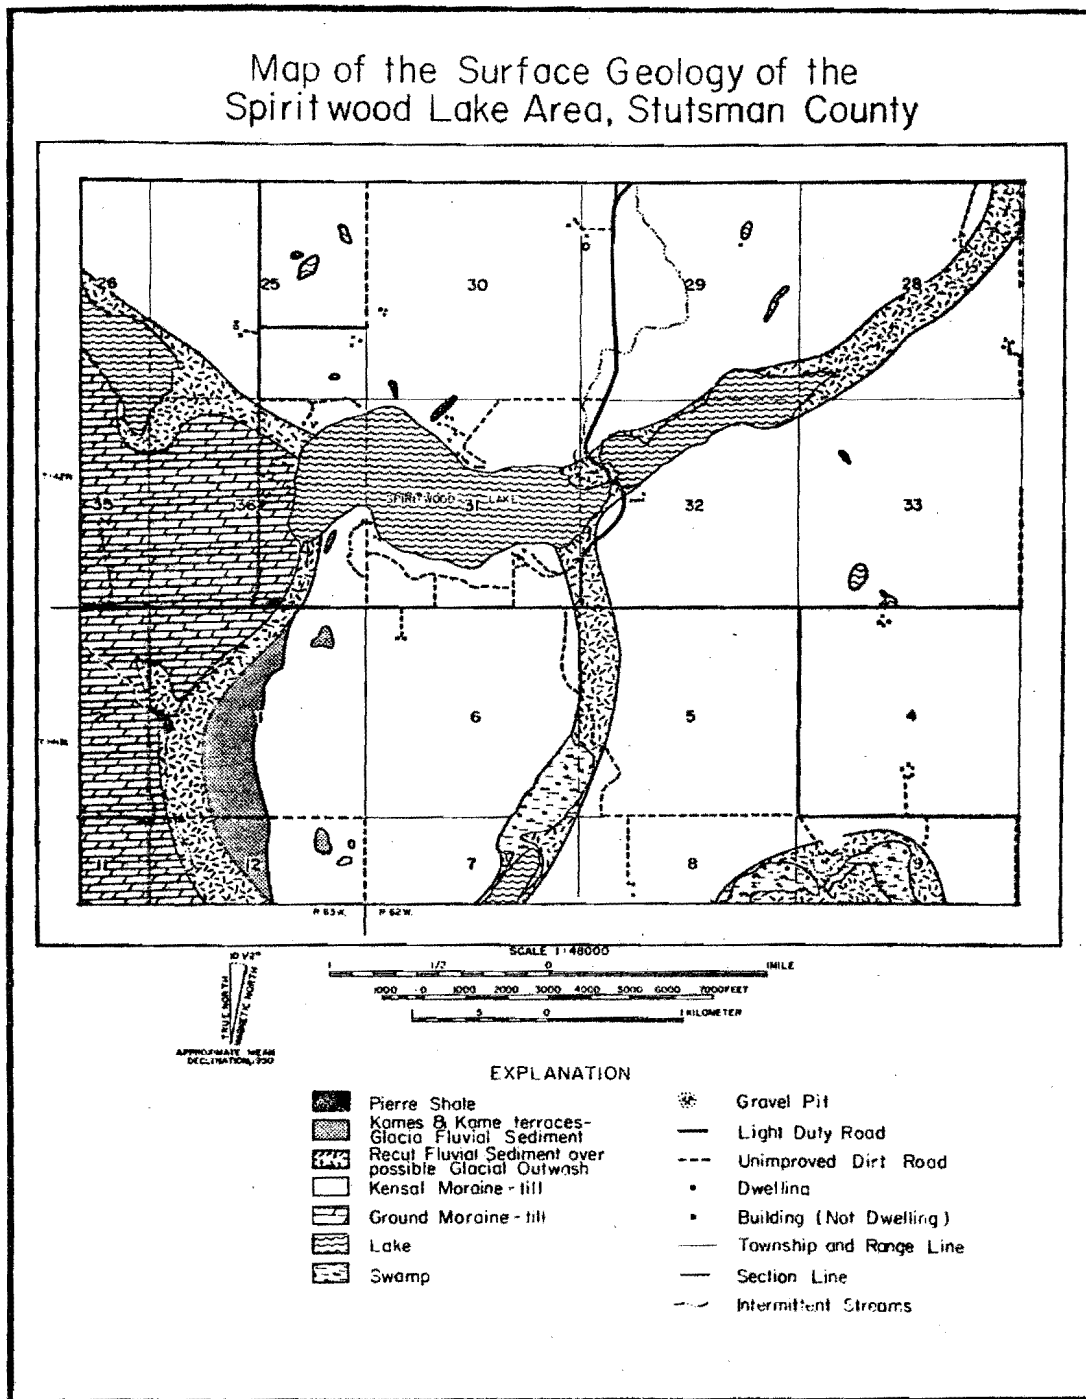 Map of the Surface Geology of the
Spiritwood Lake Area, Stutsman County
26 25 30 29 28
35 36 31 32 33
SPIRITWOOD LAKE
1 6 5 4
11 12 7 8 9
R 63 W. R 62 W.
SCALE 1:48000
1 1/2 0 1 MILE
1000 0 1000 2000 3000 4000 5000 6000 7000 FEET
1 5 0 1 KILOMETER
TRUE NORTH
MAGNETIC NORTH
APPROXIMATE MEAN
EXPLANATION
Pierre Shale
Kames & Kame terraces-
Glacia Fluvial Sediment
Recut Fluvial Sediment over
possible Glacial Outwash
Kensal Moraine - till
Ground Moraine - till
Lake
Swamp
Gravel Pit
Light Duty Road
Unimproved Dirt Road
Dwelling
Building (Not Dwelling)
Township and Range Line
Section Line
Intermittent Streams